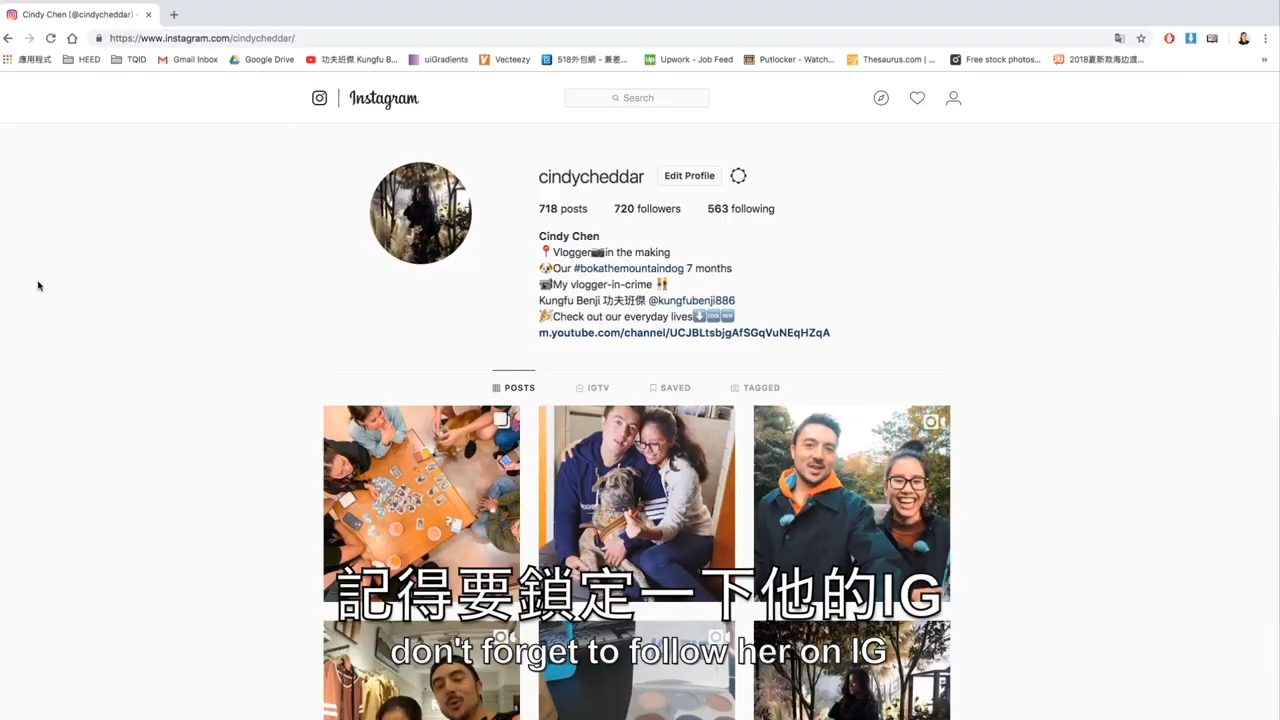 Cindy Chen (@cindycheddar) •
https://www.instagram.com/cindycheddar/
應用程式 HEED TQID Gmail Inbox Google Drive 功夫班傑 Kungfu B... uiGradients Vecteezy 518外包網 - 兼差... Upwork - Job Feed Putlocker - Watch... Thesaurus.com | ... Free stock photos... 2018夏新款海边渡...
Instagram Search
cindycheddar Edit Profile
718 posts 720 followers 563 following
Cindy Chen
📍Vlogger📷in the making
🐶Our #bokathemountaindog 7 months
📹My vlogger-in-crime 👫
Kungfu Benji 功夫班傑 @kungfubenji886
🎉Check out our everyday lives⬇️🆒🆕
m.youtube.com/channel/UCJBLtsbjgAfSGqVuNEqHZqA
POSTS IGTV SAVED TAGGED
記得要鎖定一下他的IG
don't forget to follow her on IG